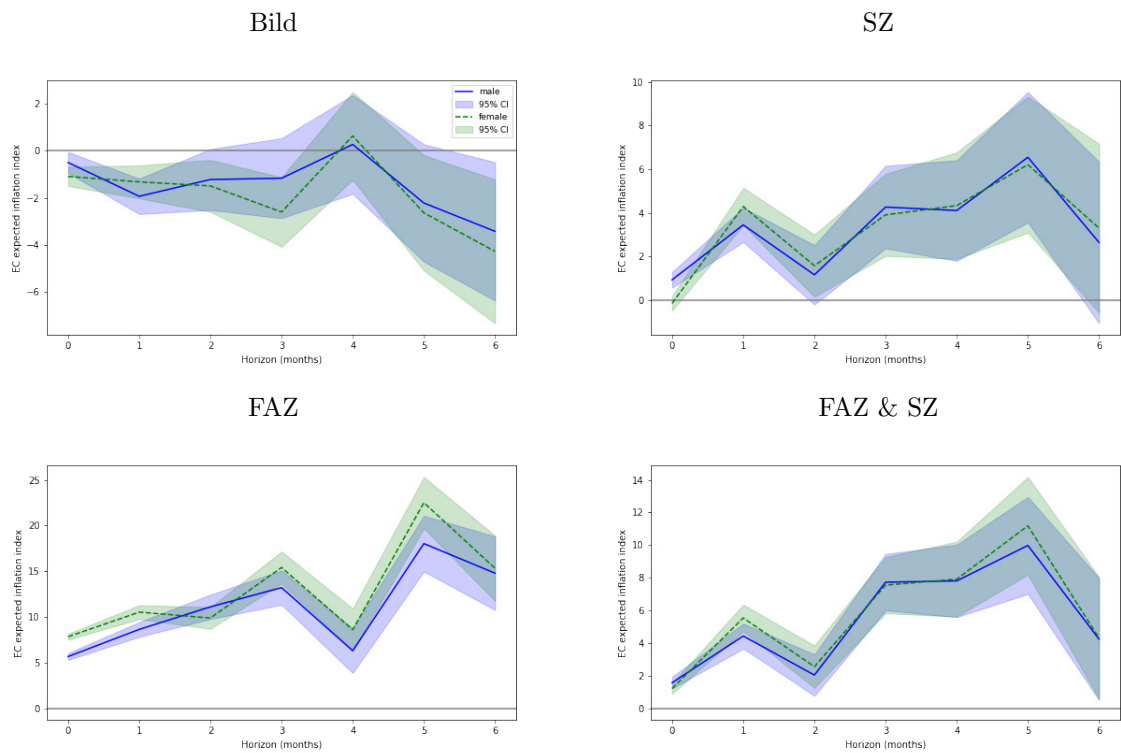 Bild
SZ
2
0
−2
−4
−6
EC expected inflation index
male
95% CI
female
95% CI
0 1 2 3 4 5 6
Horizon (months)
10
8
6
4
2
0
EC expected inflation index
0 1 2 3 4 5 6
Horizon (months)
FAZ
FAZ & SZ
25
20
15
10
5
0
EC expected inflation index
0 1 2 3 4 5 6
Horizon (months)
14
12
10
8
6
4
2
0
EC expected inflation index
0 1 2 3 4 5 6
Horizon (months)